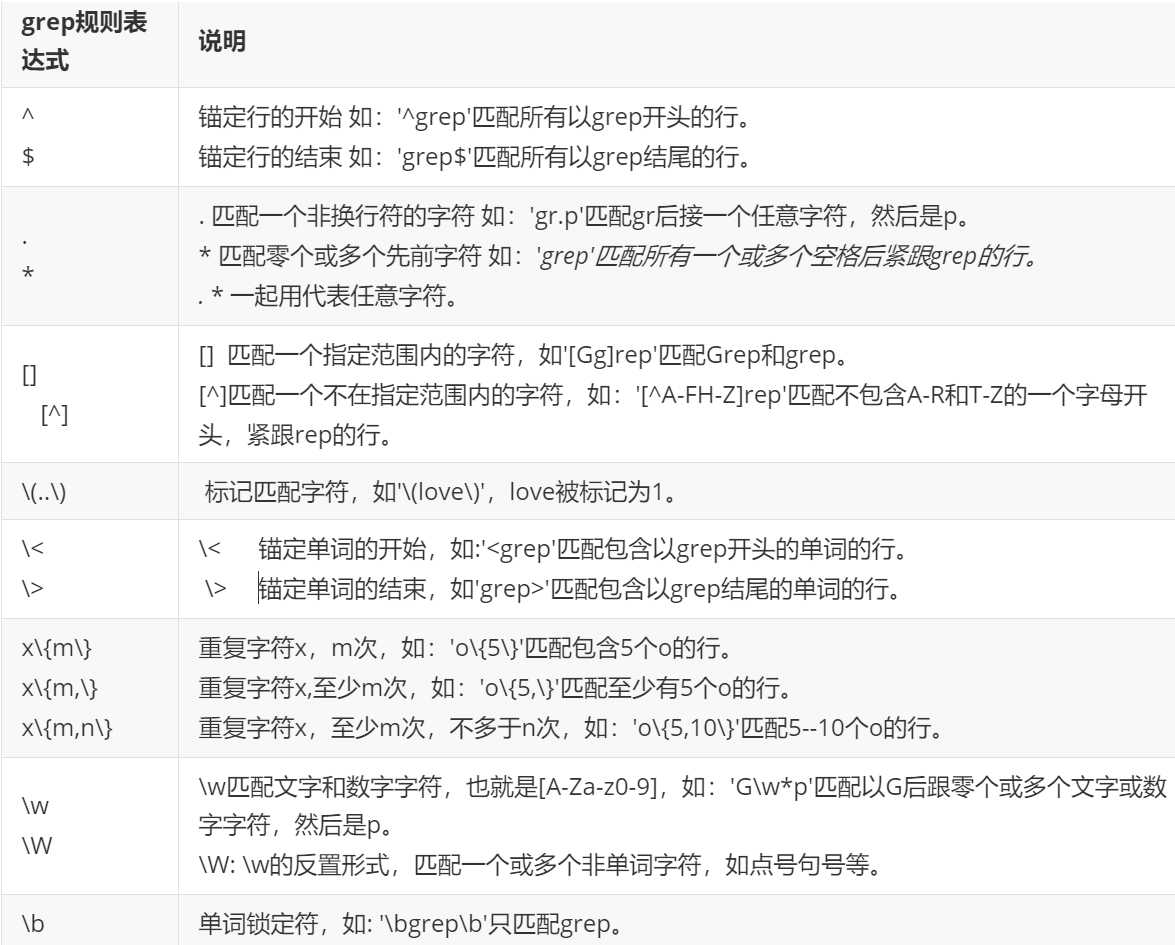 grep规则表
达式
说明
^
$
锚定行的开始 如：'^grep'匹配所有以grep开头的行。
锚定行的结束 如：'grep$'匹配所有以grep结尾的行。
.
*
. 匹配一个非换行符的字符 如：'gr.p'匹配gr后接一个任意字符，然后是p。
* 匹配零个或多个先前字符 如：'grep'匹配所有一个或多个空格后紧跟grep的行。
. * 一起用代表任意字符。
[]
[^]
[] 匹配一个指定范围内的字符，如'[Gg]rep'匹配Grep和grep。
[^]匹配一个不在指定范围内的字符，如：'[^A-FH-Z]rep'匹配不包含A-R和T-Z的一个字母开
头，紧跟rep的行。
\(..\)
标记匹配字符，如'\(love\)'，love被标记为1。
\<
\>
\< 锚定单词的开始，如:'<grep'匹配包含以grep开头的单词的行。
\> 锚定单词的结束，如'grep>'匹配包含以grep结尾的单词的行。
x\{m\}
x\{m,\}
x\{m,n\}
重复字符x，m次，如：'o\{5\}'匹配包含5个o的行。
重复字符x,至少m次，如：'o\{5,\}'匹配至少有5个o的行。
重复字符x，至少m次，不多于n次，如：'o\{5,10\}'匹配5--10个o的行。
\w
\W
\w匹配文字和数字字符，也就是[A-Za-z0-9]，如：'G\w*p'匹配以G后跟零个或多个文字或数
字字符，然后是p。
\W: \w的反置形式，匹配一个或多个非单词字符，如点号句号等。
\b
单词锁定符，如: '\bgrep\b'只匹配grep。